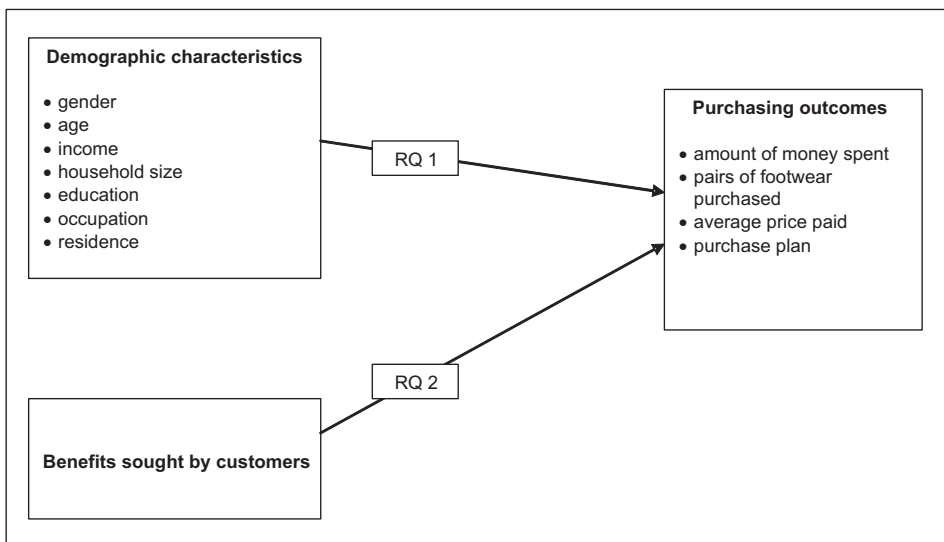 Demographic characteristics
• gender
• age
• income
• household size
• education
• occupation
• residence
RQ 1
Purchasing outcomes
• amount of money spent
• pairs of footwear
purchased
• average price paid
• purchase plan
RQ 2
Benefits sought by customers